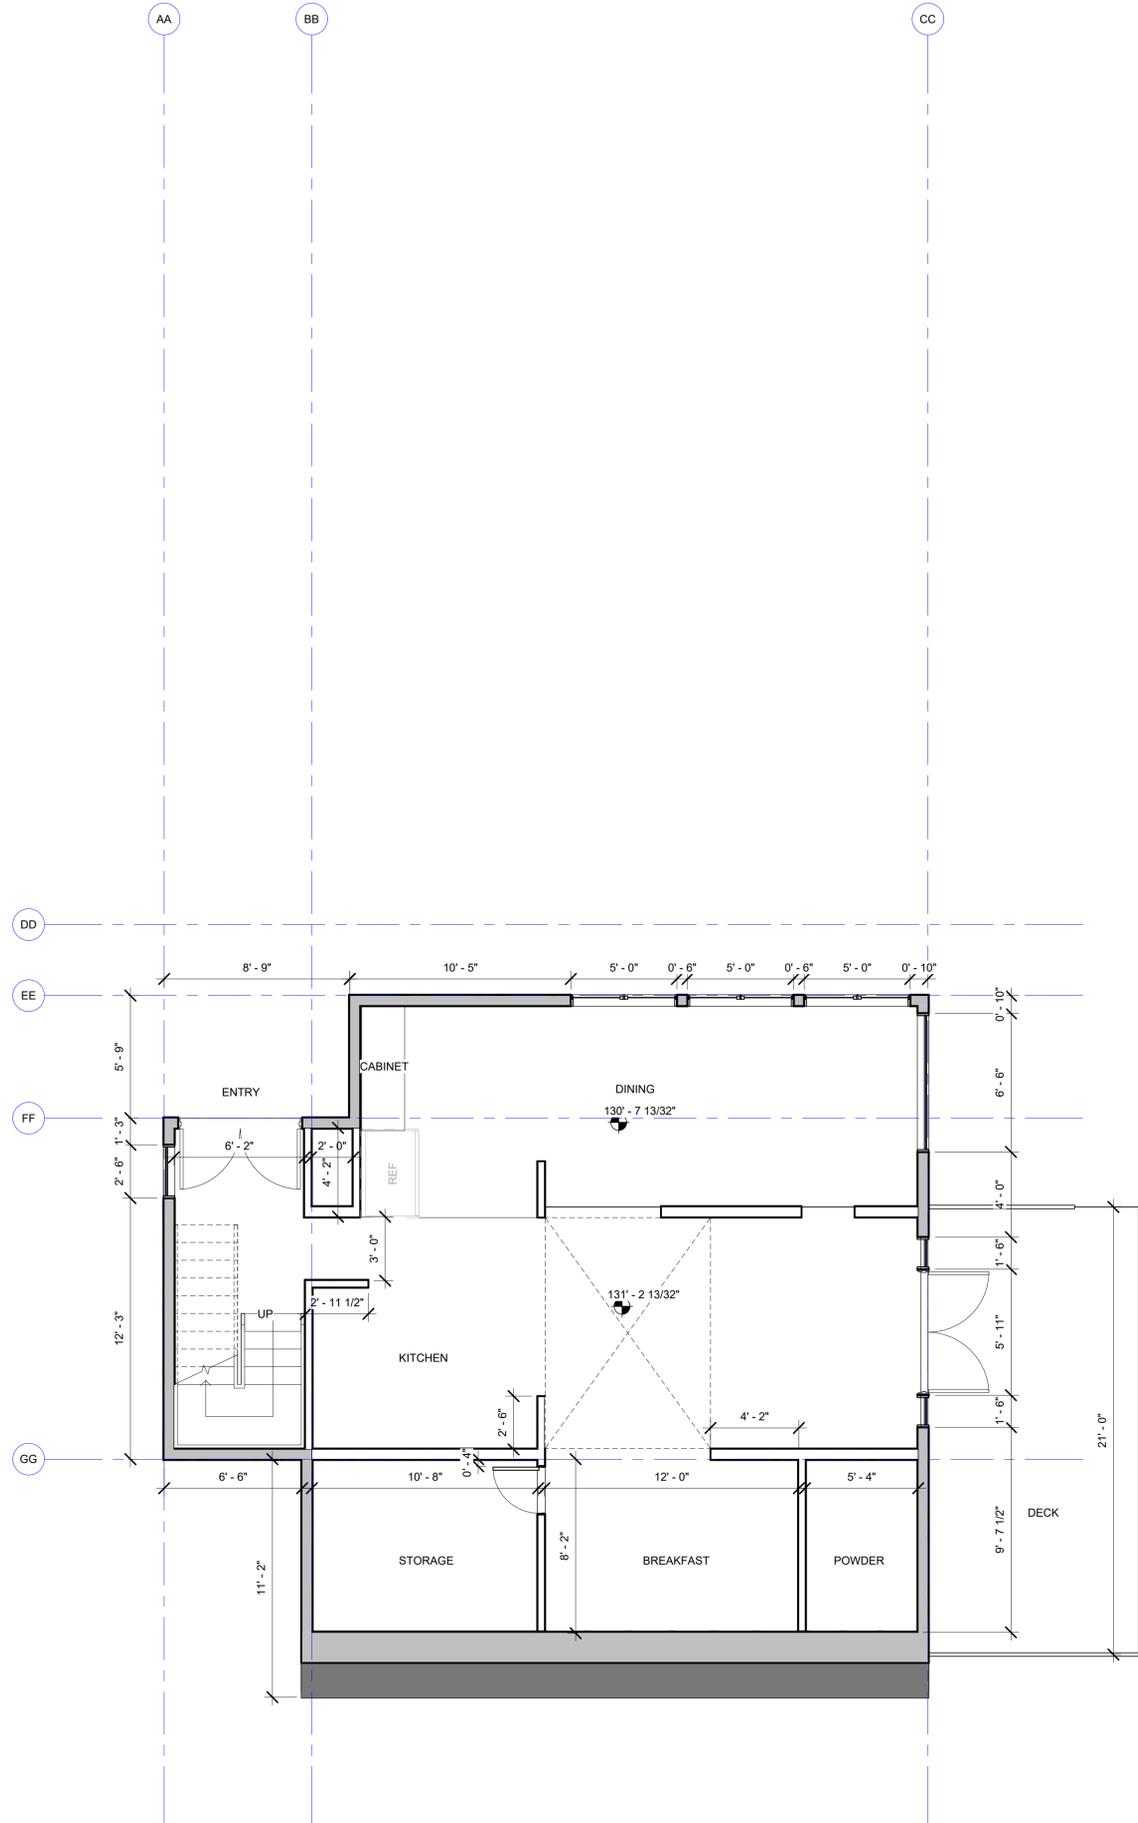 AA
BB
CC
DD
8' - 9"
10' - 5"
5' - 0"
0' - 6"
5' - 0"
0' - 6"
5' - 0"
0' - 10"
EE
0' - 10"
5' - 9"
CABINET
6' - 6"
ENTRY
DINING
130' - 7 13/32"
FF
1' - 3"
6' - 2"
2' - 0"
2' - 6"
4' - 2"
REF
4' - 0"
3' - 0"
1' - 6"
131' - 2 13/32"
2' - 11 1/2"
UP
12' - 3"
5' - 11"
KITCHEN
4' - 2"
2' - 6"
1' - 6"
21' - 0"
GG
0' - 4"
6' - 6"
10' - 8"
12' - 0"
5' - 4"
DECK
9' - 7 1/2"
8' - 2"
STORAGE
BREAKFAST
POWDER
11' - 2"